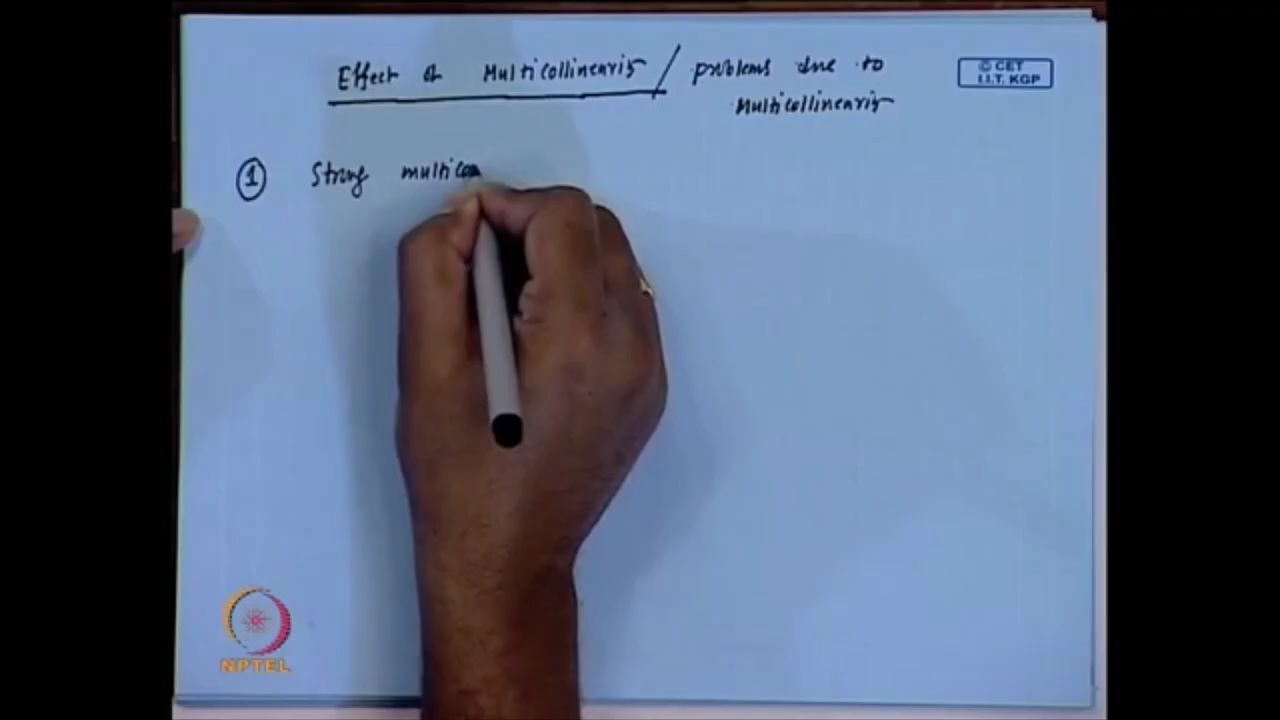 Effect of Multicollinearity / problems due to
Multicollinearity
© CET
I.I.T. KGP
1 Strong multico
NPTEL